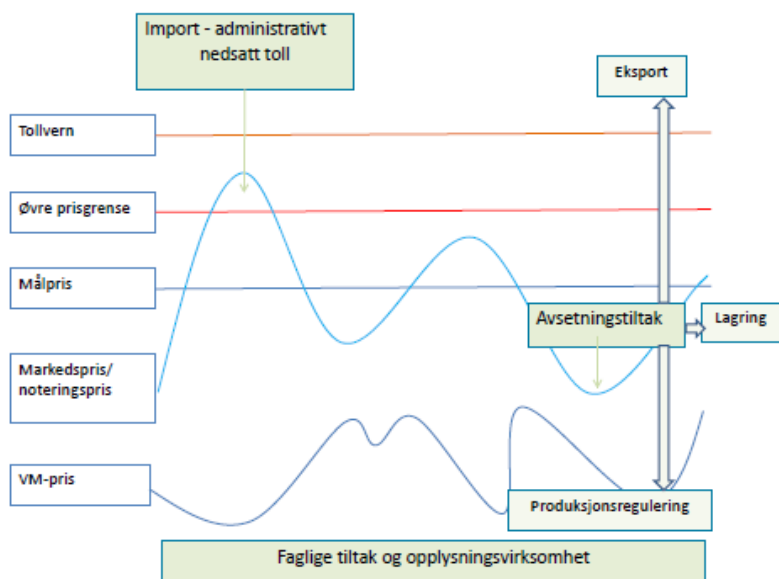 Import - administrativt
nedsatt toll
Eksport
Tollvern
Øvre prisgrense
Målpris
Avsetningstiltak
Lagring
Markedspris/
noteringspris
VM-pris
Produksjonsregulering
Faglige tiltak og opplysningsvirksomhet